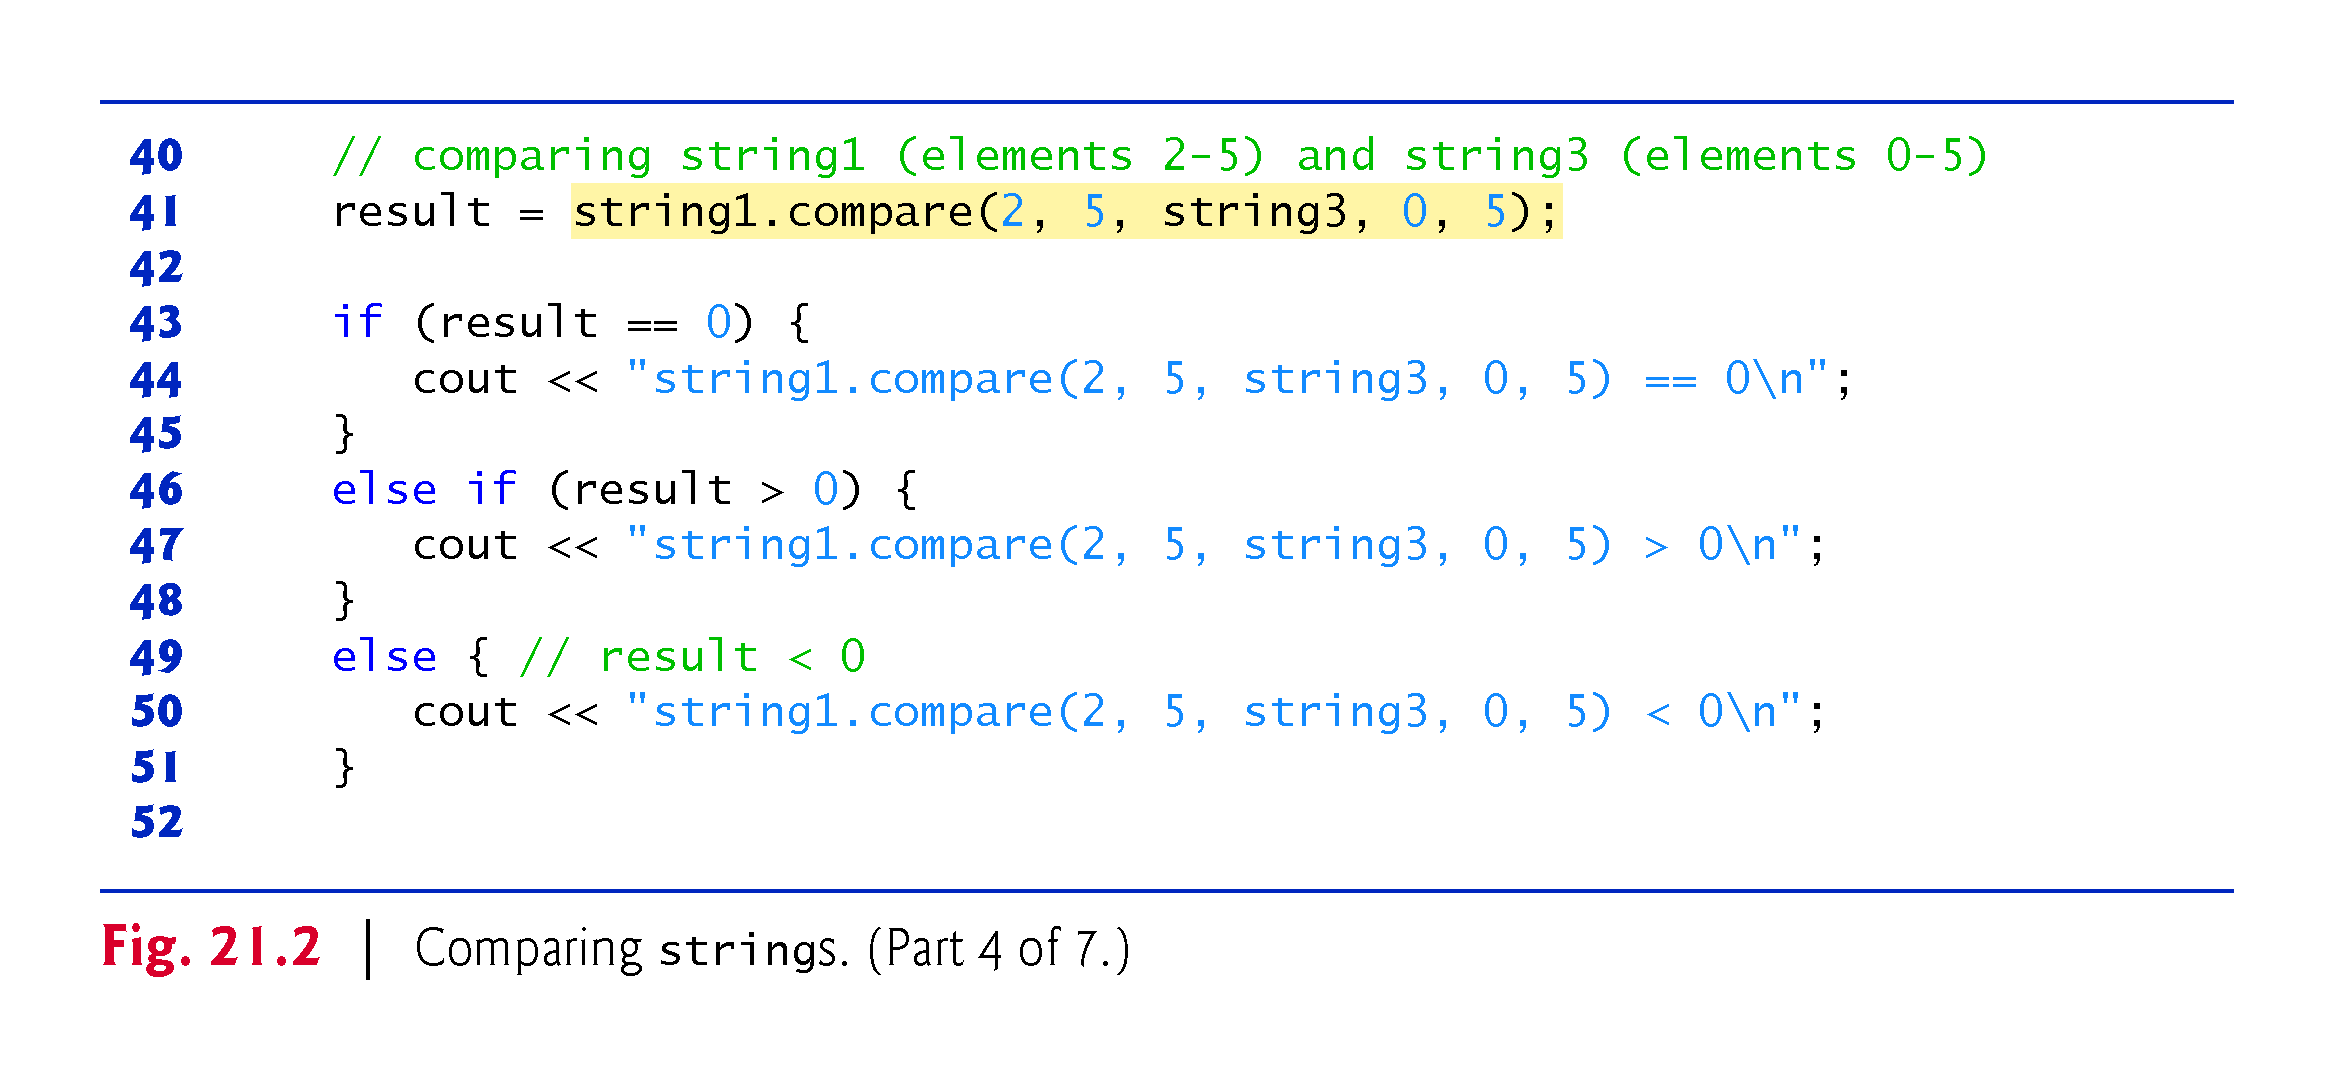 40 // comparing string1 (elements 2-5) and string3 (elements 0-5)
41 result = string1.compare(2, 5, string3, 0, 5);
42
43 if (result == 0) {
44 cout << "string1.compare(2, 5, string3, 0, 5) == 0\n";
45 }
46 else if (result > 0) {
47 cout << "string1.compare(2, 5, string3, 0, 5) > 0\n";
48 }
49 else { // result < 0
50 cout << "string1.compare(2, 5, string3, 0, 5) < 0\n";
51 }
52
Fig. 21.2 | Comparing strings. (Part 4 of 7.)